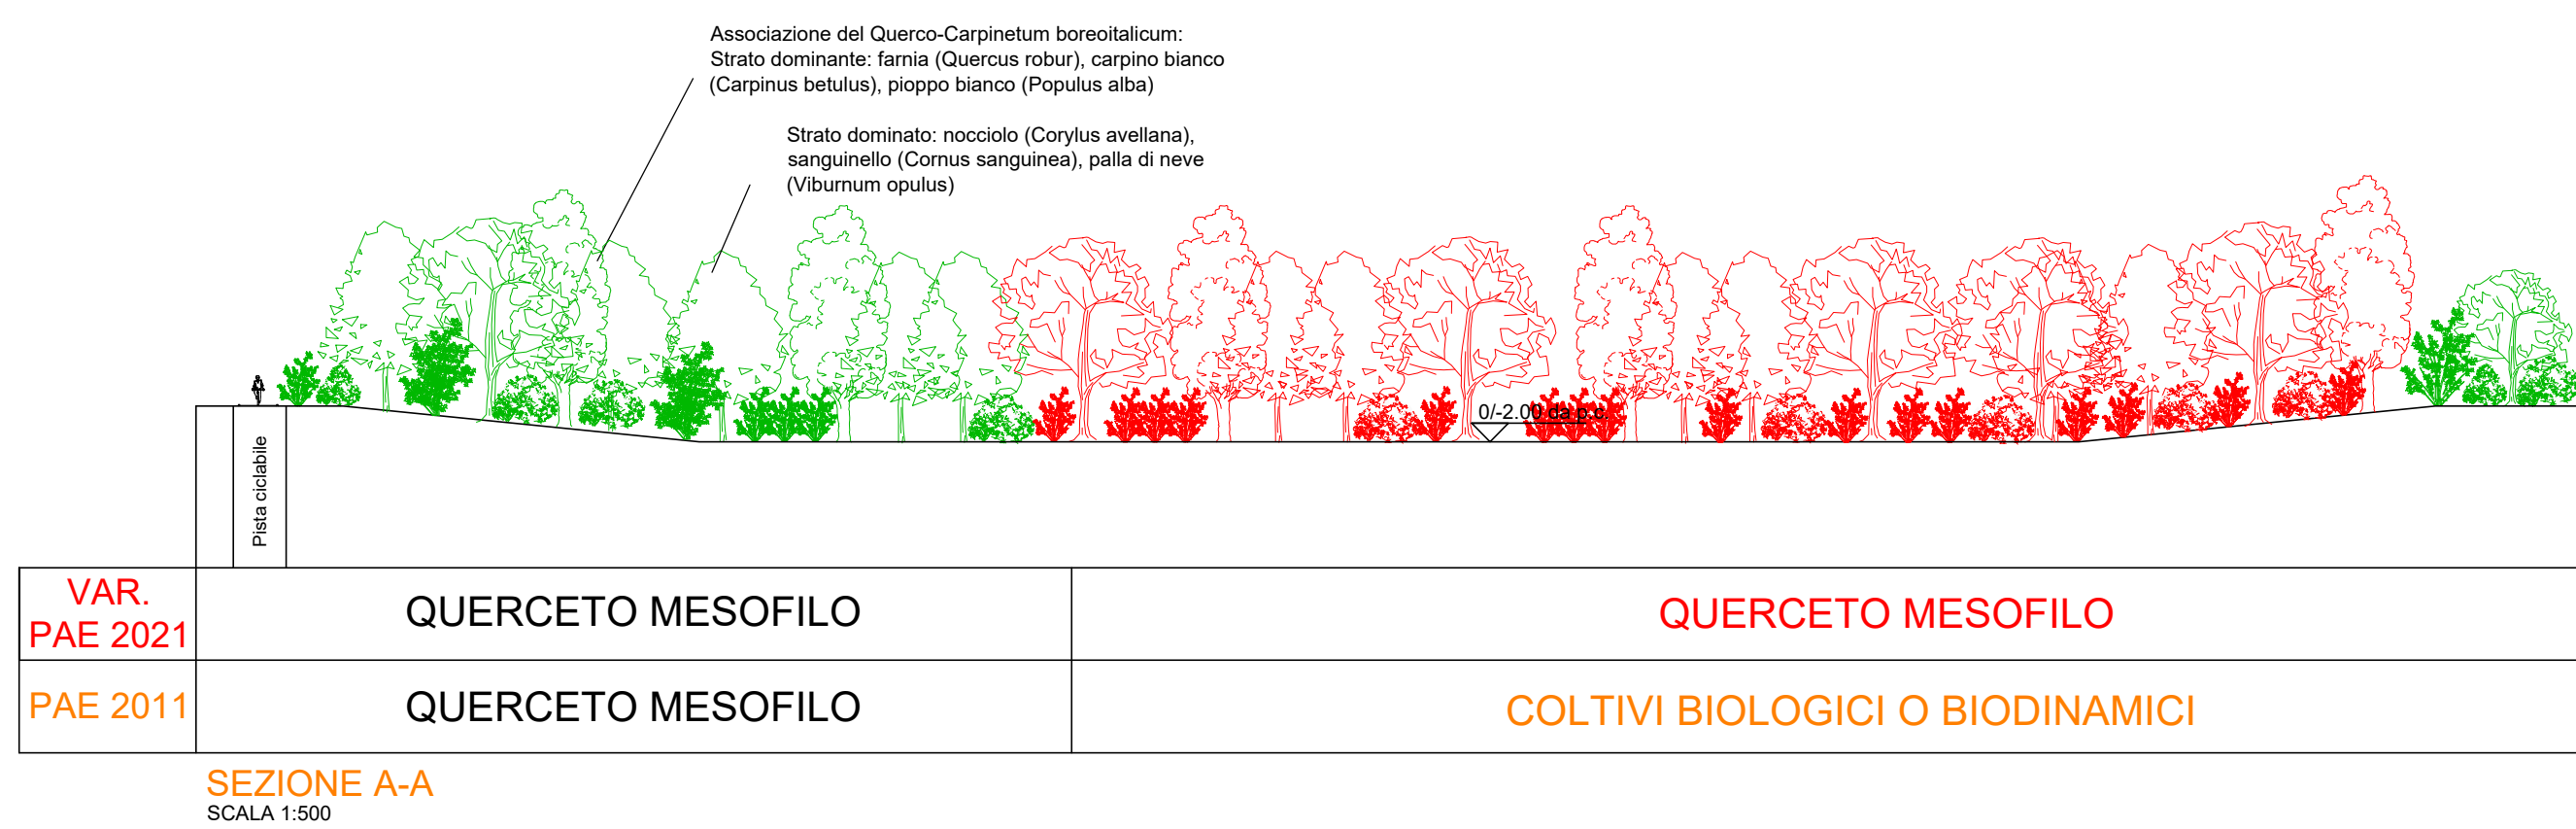 Associazione del Querco-Carpinetum boreoitalicum:
Strato dominante: farnia (Quercus robur), carpino bianco
(Carpinus betulus), pioppo bianco (Populus alba)
Strato dominato: nocciolo (Corylus avellana),
sanguinello (Cornus sanguinea), palla di neve
(Viburnum opulus)
0/-2.00 da p.c.
Pista ciclabile
VAR.
PAE 2021
QUERCETO MESOFILO
QUERCETO MESOFILO
PAE 2011
QUERCETO MESOFILO
COLTIVI BIOLOGICI O BIODINAMICI
SEZIONE A-A
SCALA 1:500